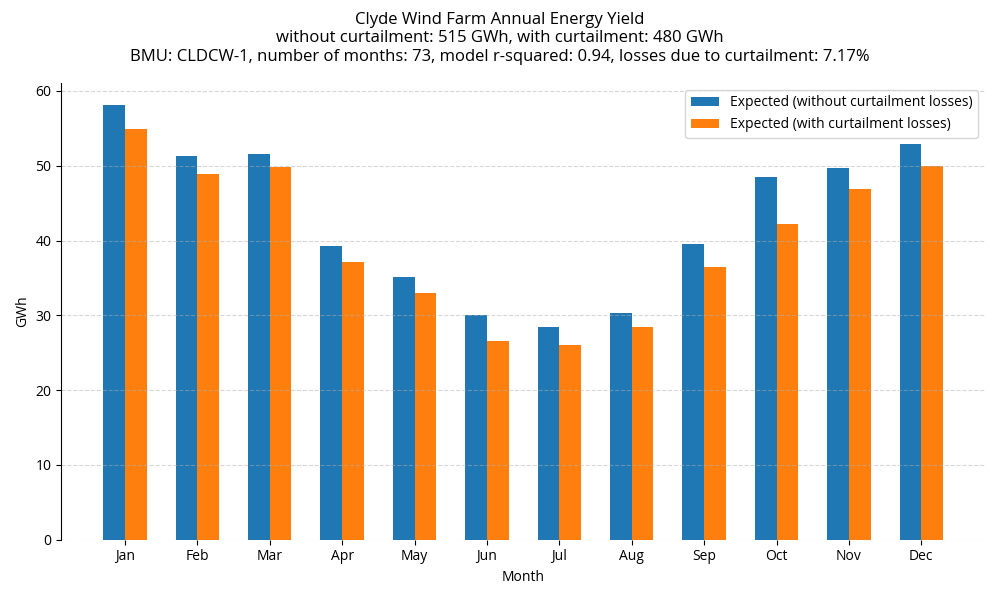 Clyde Wind Farm Annual Energy Yield
without curtailment: 515 GWh, with curtailment: 480 GWh
BMU: CLDCW-1, number of months: 73, model r-squared: 0.94, losses due to curtailment: 7.17%
Expected (without curtailment losses)
Expected (with curtailment losses)
60
50
40
30
20
10
0
GWh
Jan Feb Mar Apr May Jun Jul Aug Sep Oct Nov Dec
Month